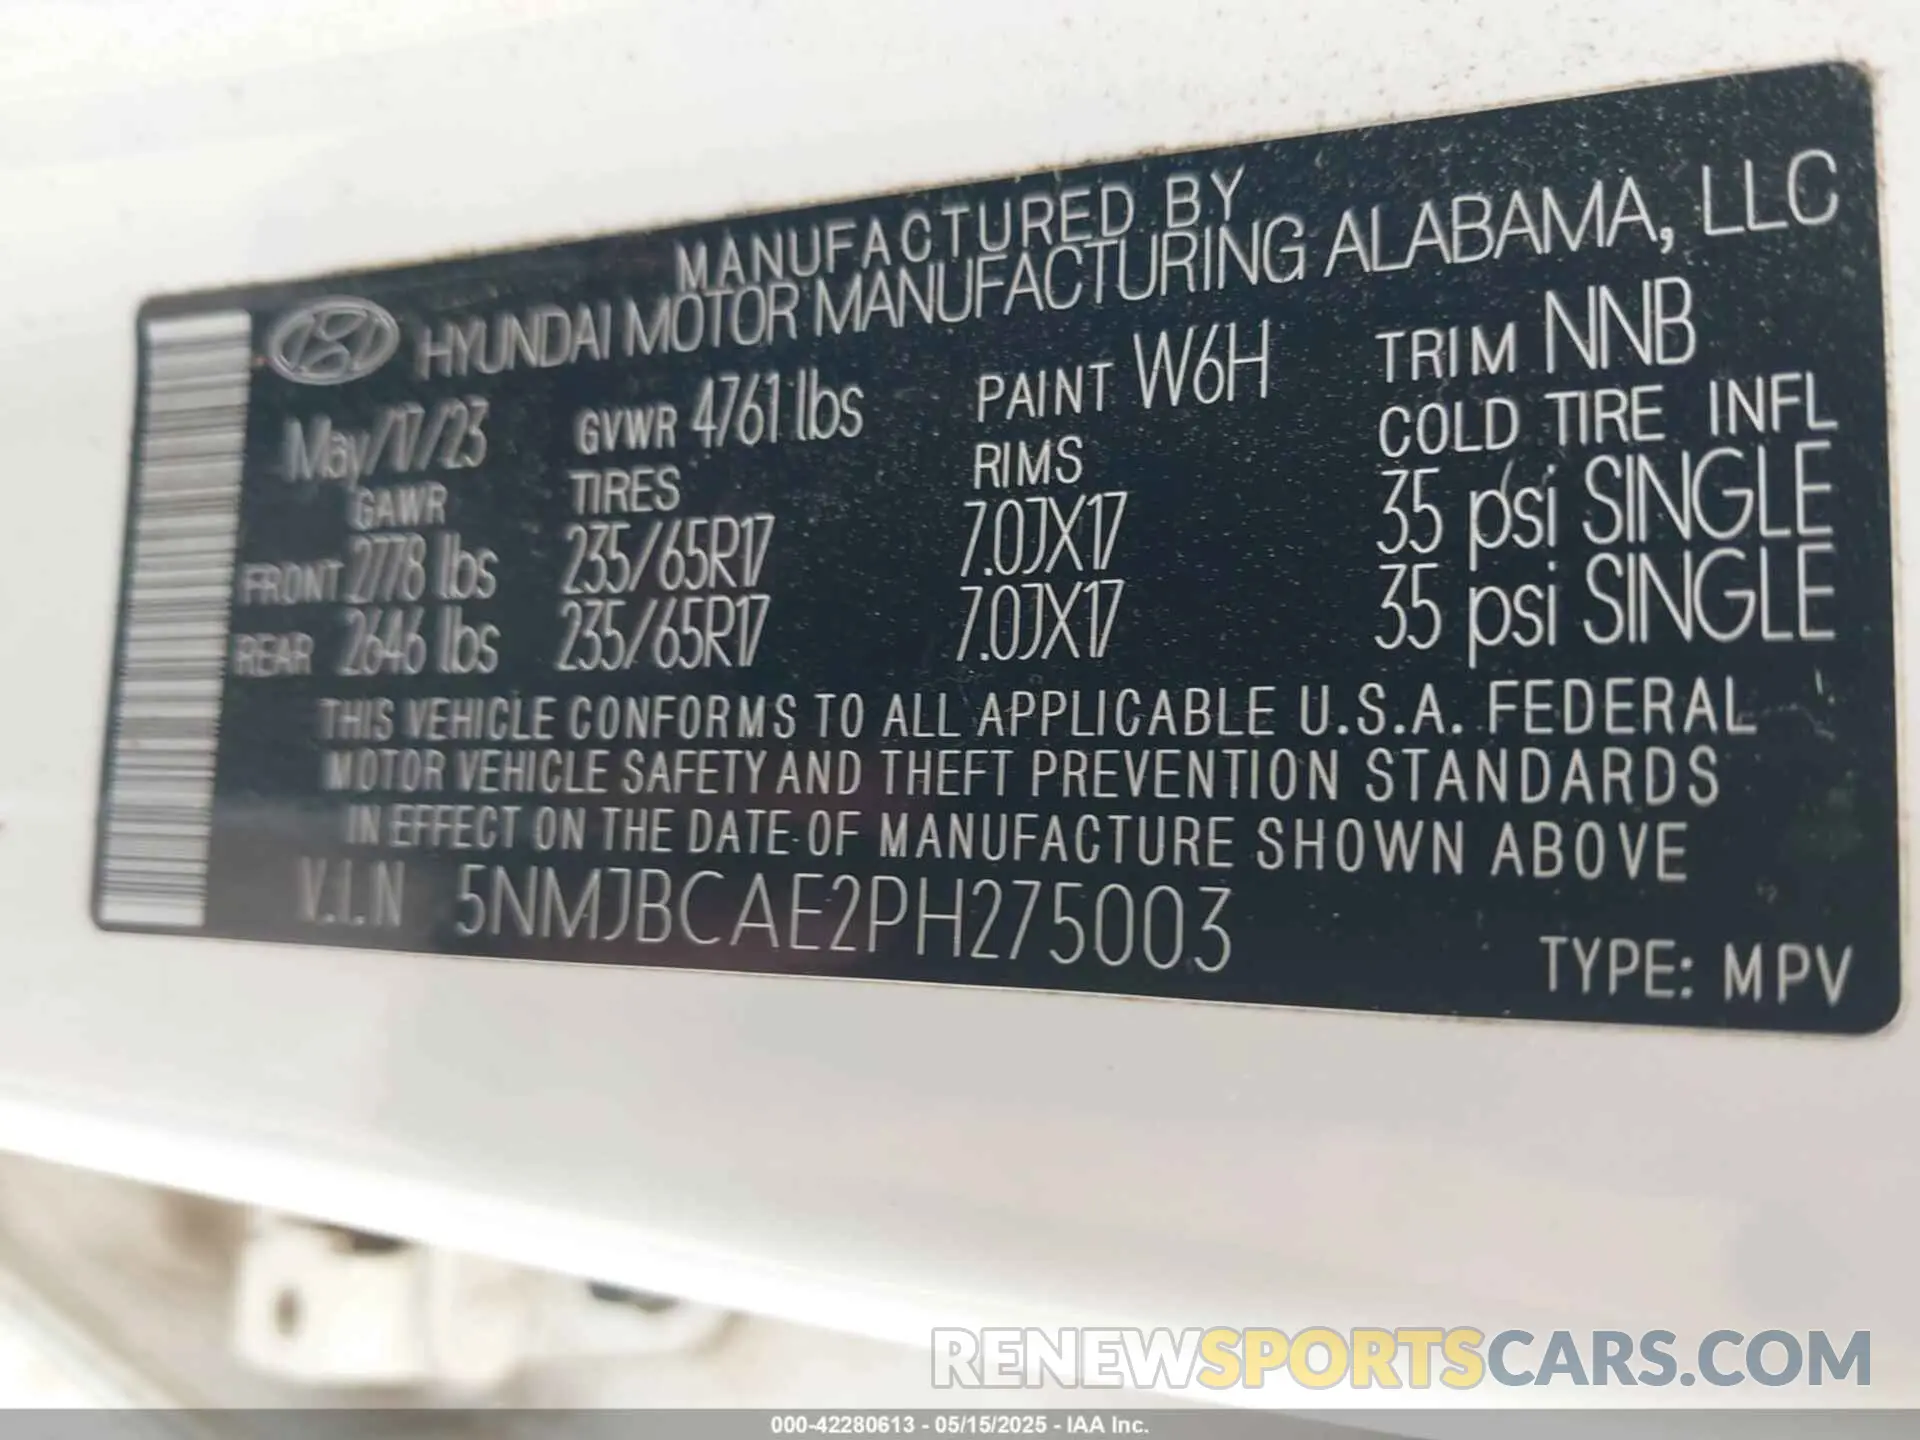 MANUFACTURED BY
HYUNDAI MOTOR MANUFACTURING ALABAMA, LLC
May/17/23 GVWR 4761 lbs PAINT W6H TRIM NNB
GAWR TIRES RIMS COLD TIRE INFL
FRONT 2778 lbs 235/65R17 7.0JX17 35 psi SINGLE
REAR 2646 lbs 235/65R17 7.0JX17 35 psi SINGLE
THIS VEHICLE CONFORMS TO ALL APPLICABLE U.S.A. FEDERAL
MOTOR VEHICLE SAFETY AND THEFT PREVENTION STANDARDS
IN EFFECT ON THE DATE OF MANUFACTURE SHOWN ABOVE
V.I.N 5NMJBCAE2PH275003
TYPE: MPV
RENEWSPORTSCARS.COM
000-42280613 - 05/15/2025 - IAA Inc.